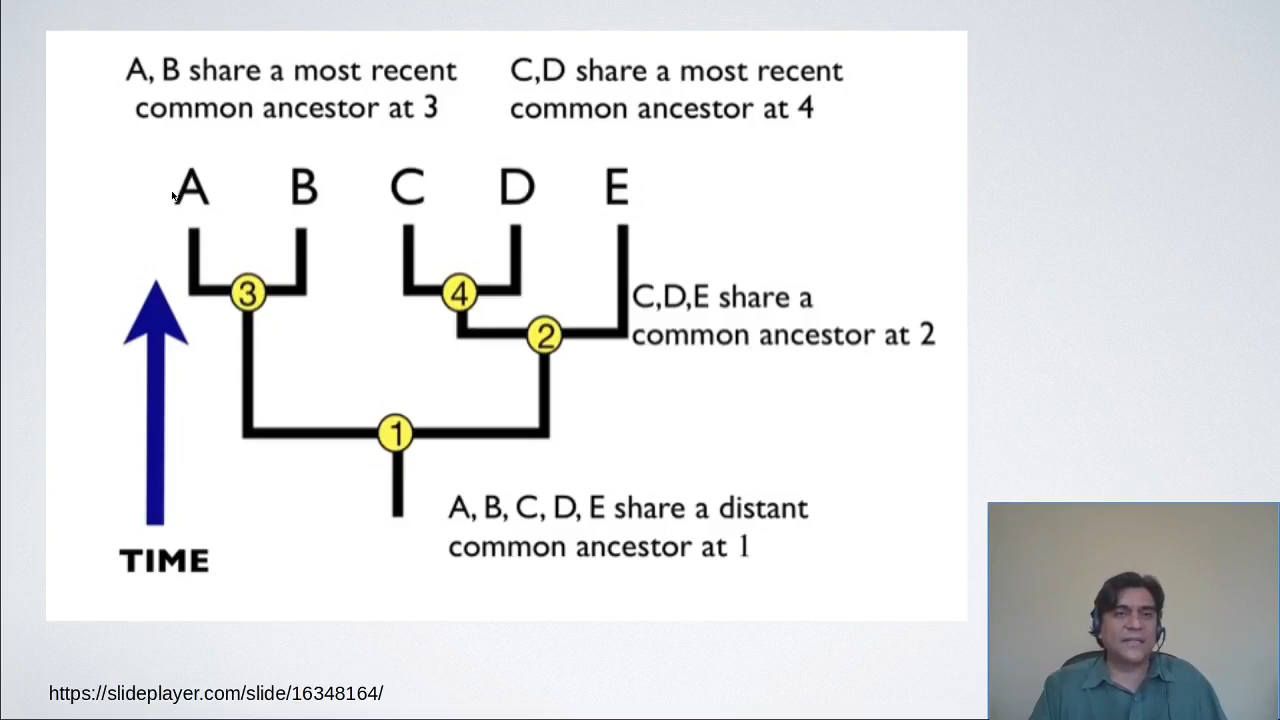 A, B share a most recent
common ancestor at 3
C,D share a most recent
common ancestor at 4
A B C D E
3
4
C,D,E share a
common ancestor at 2
2
1
A, B, C, D, E share a distant
common ancestor at 1
TIME
https://slideplayer.com/slide/16348164/